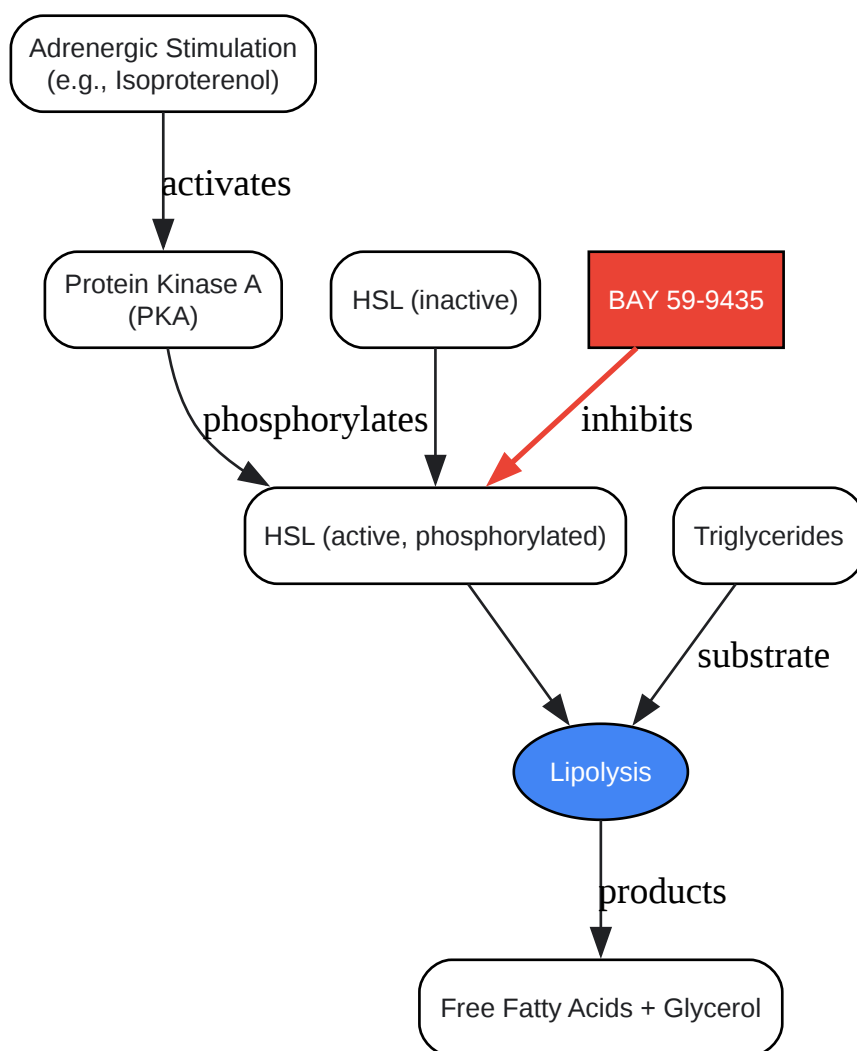 Adrenergic Stimulation
(e.g., Isoproterenol)
activates
Protein Kinase A
(PKA)
HSL (inactive)
BAY 59-9435
phosphorylates
inhibits
HSL (active, phosphorylated)
Triglycerides
substrate
Lipolysis
products
Free Fatty Acids + Glycerol